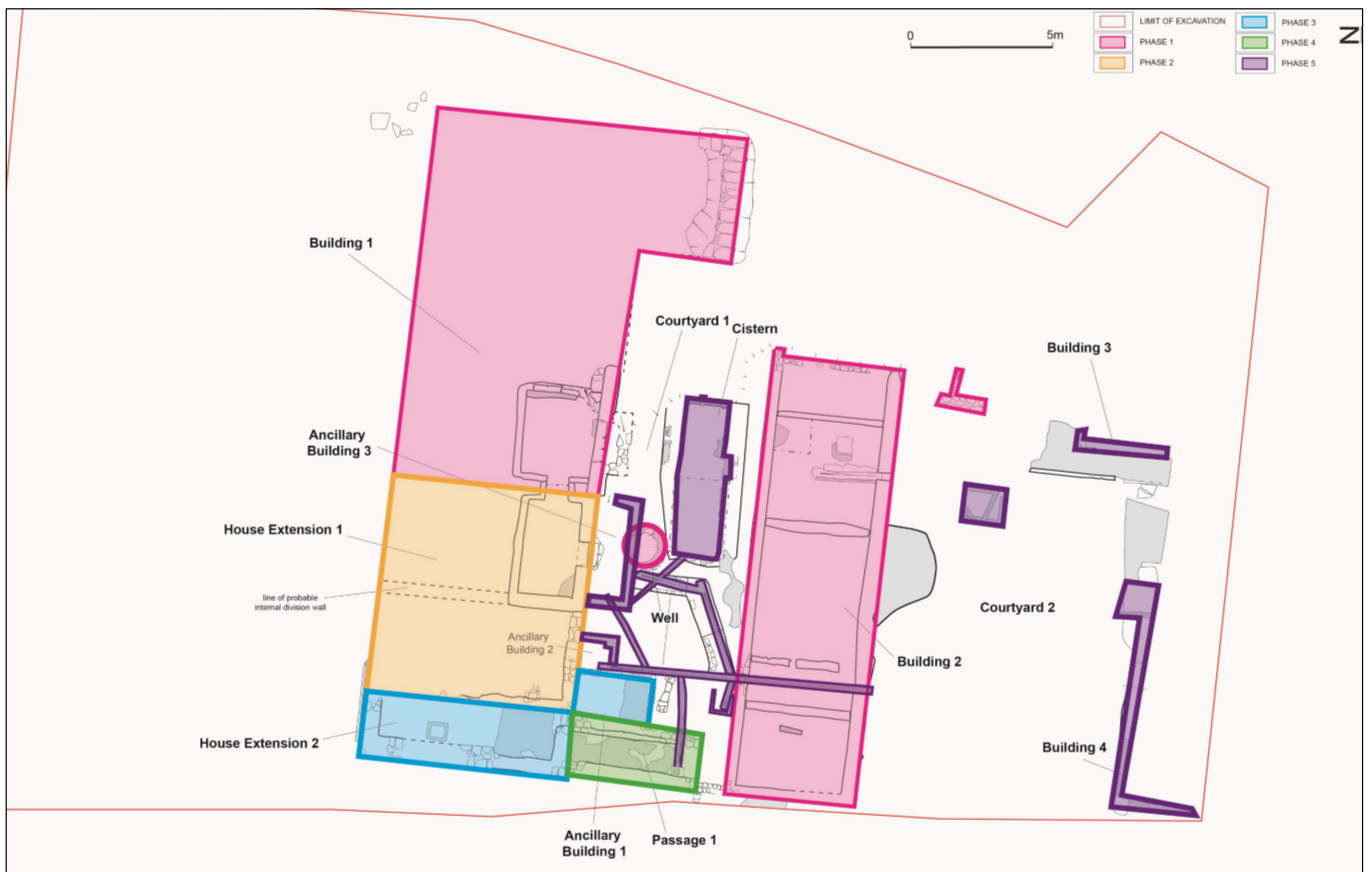 0 5m
LIMIT OF EXCAVATION
PHASE 1
PHASE 2
PHASE 3
PHASE 4
PHASE 5
N
Building 1
Courtyard 1
Cistern
Building 3
Ancillary
Building 3
House Extension 1
line of probable
internal division wall
Well
Ancillary
Building 2
Courtyard 2
Building 2
House Extension 2
Building 4
Ancillary
Building 1
Passage 1